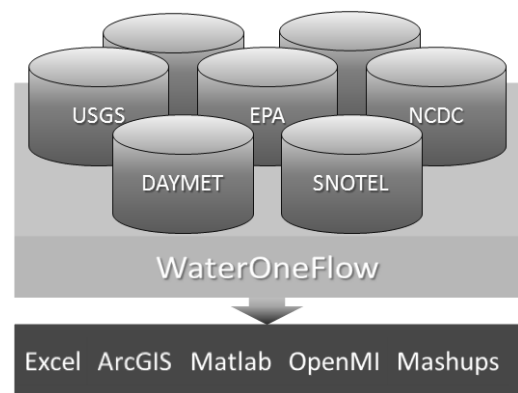 USGS EPA NCDC
DAYMET SNOTEL
WaterOneFlow
Excel ArcGIS Matlab OpenMI Mashups